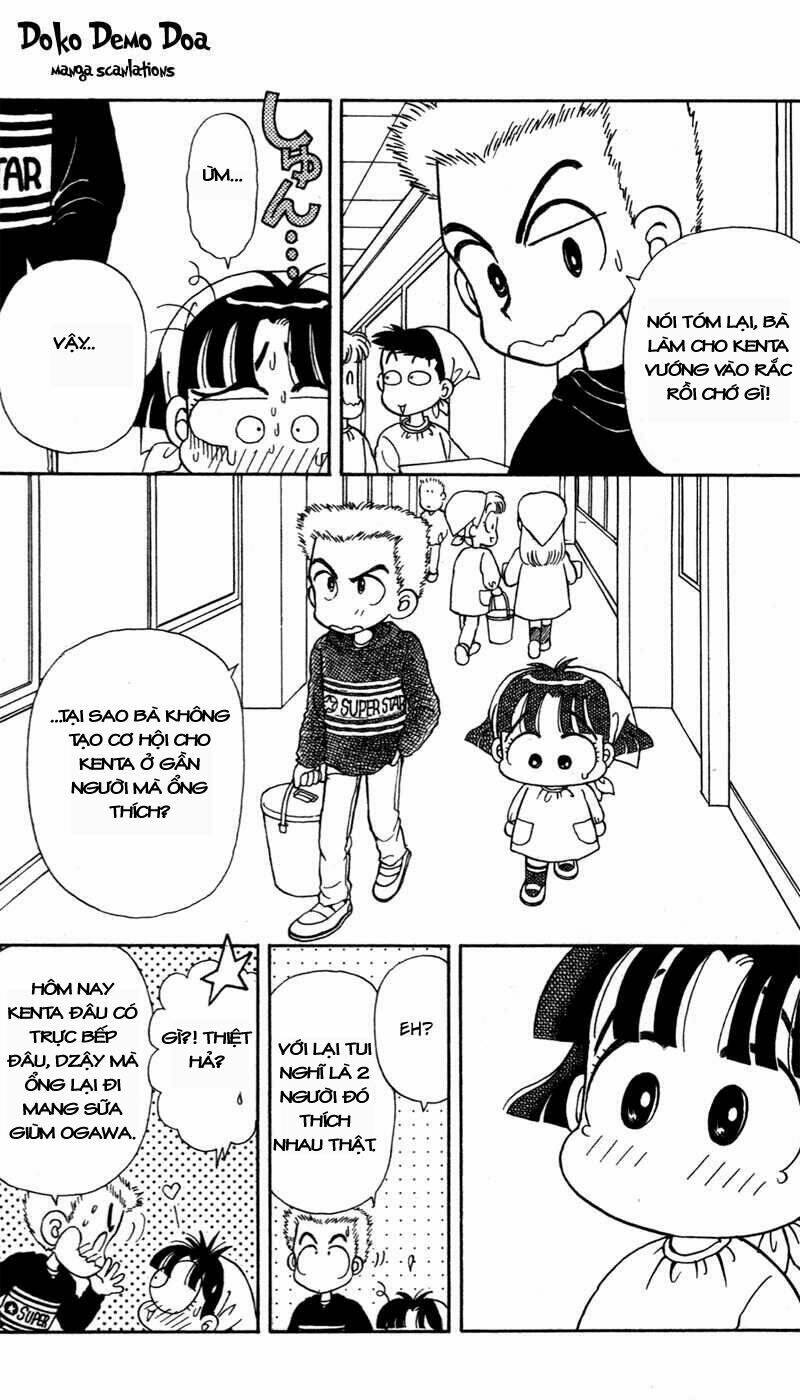 Doko Demo Doa
manga scanlations
NÓI TÓM LẠI, BÀ
LÀM CHO KENTA
VƯỚNG VÀO RẮC
RỒI CHỚ GÌ!
しゅん…
ỪM...
VẬY...
TAR
...TẠI SAO BÀ KHÔNG
TẠO CƠ HỘI CHO
KENTA Ở GẦN
NGƯỜI MÀ ỔNG
THÍCH?
SUPER STAR
EH?
VỚI LẠI TUI
NGHĨ LÀ 2
NGƯỜI ĐÓ
THÍCH
NHAU THẬT.
GÌ?! THIỆT
HẢ?
HÔM NAY
KENTA ĐÂU CÓ
TRỰC BẾP
ĐÂU, DZẬY MÀ
ỔNG LẠI ĐI
MANG SỮA
GIÙM OGAWA.
SUPER